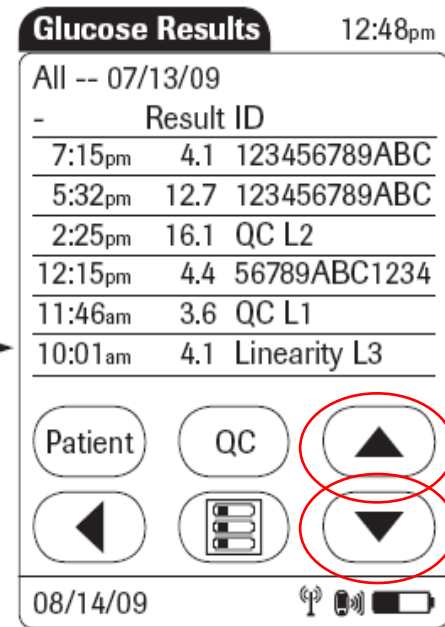 Glucose Results 12:48pm
All -- 07/13/09
- Result ID
7:15pm 4.1 123456789ABC
5:32pm 12.7 123456789ABC
2:25pm 16.1 QC L2
12:15pm 4.4 56789ABC1234
11:46am 3.6 QC L1
10:01am 4.1 Linearity L3
Patient QC
08/14/09